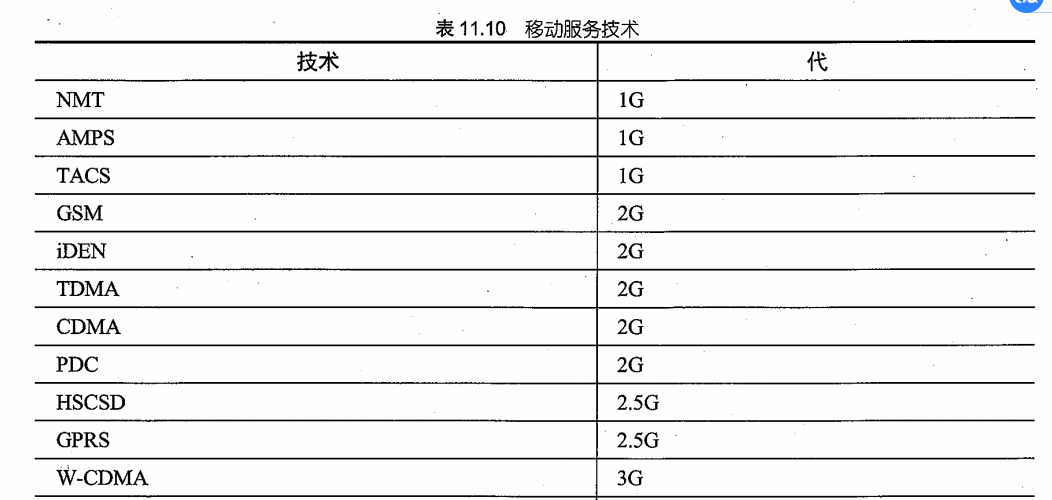 表 11.10 移动服务技术
技术 代
NMT 1G
AMPS 1G
TACS 1G
GSM 2G
iDEN 2G
TDMA 2G
CDMA 2G
PDC 2G
HSCSD 2.5G
GPRS 2.5G
W-CDMA 3G